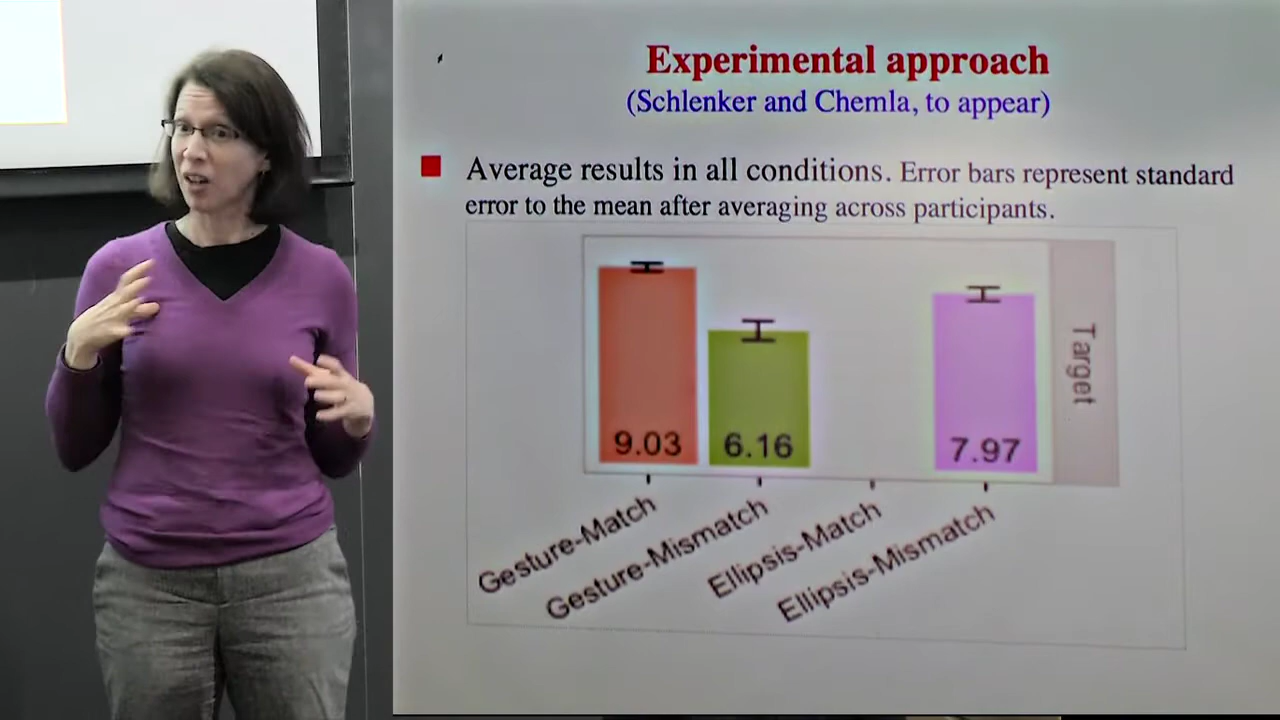 Experimental approach
(Schlenker and Chemla, to appear)
Average results in all conditions. Error bars represent standard
error to the mean after averaging across participants.
9.03
6.16
7.97
Target
Gesture-Match
Gesture-Mismatch
Ellipsis-Match
Ellipsis-Mismatch